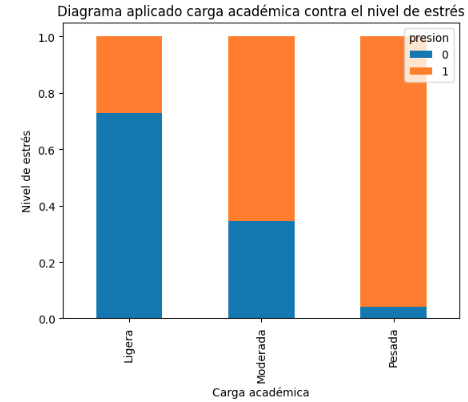 Diagrama aplicado carga académica contra el nivel de estrés
presion
0
1
Nivel de estrés
1.0
0.8
0.6
0.4
0.2
0.0
Ligera
Moderada
Pesada
Carga académica